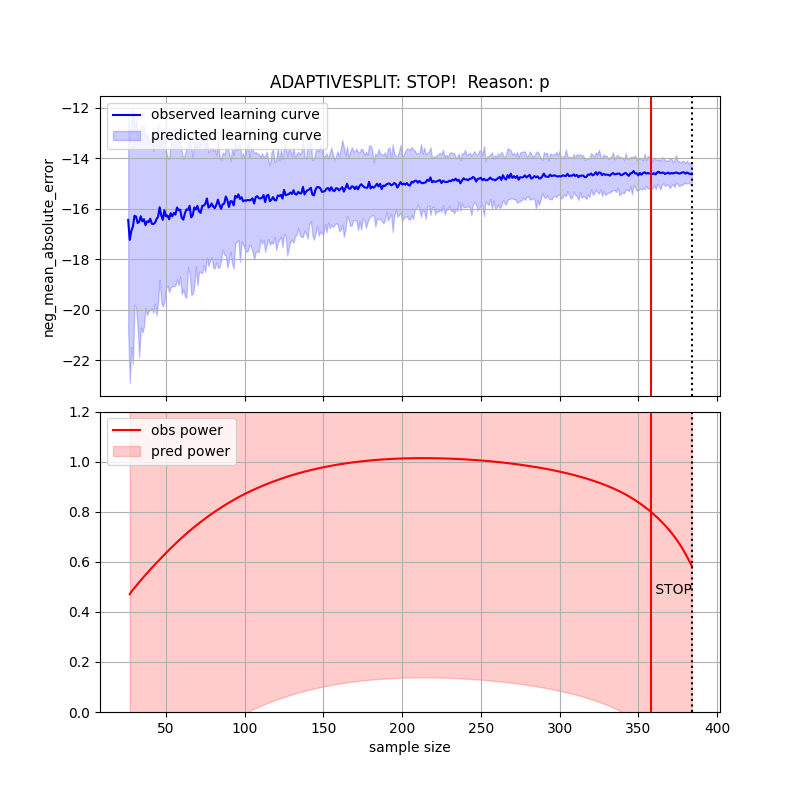 ADAPTIVESPLIT: STOP!  Reason: p
observed learning curve
predicted learning curve
neg_mean_absolute_error
−12
−14
−16
−18
−20
−22
obs power
pred power
1.2
1.0
0.8
0.6
0.4
0.2
0.0
STOP
50 100 150 200 250 300 350 400
sample size